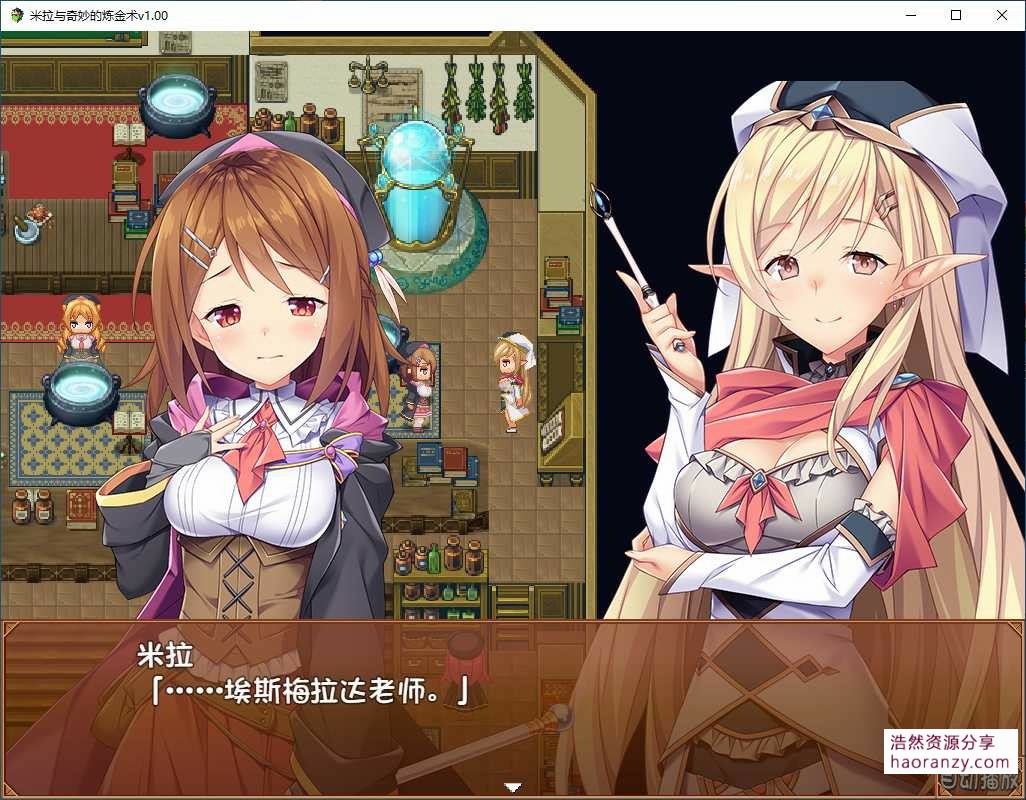 米拉与奇妙的炼金术v1.00
米拉
「……埃斯梅拉达老师。」
浩然资源分享
haoranzy.com
自动播放